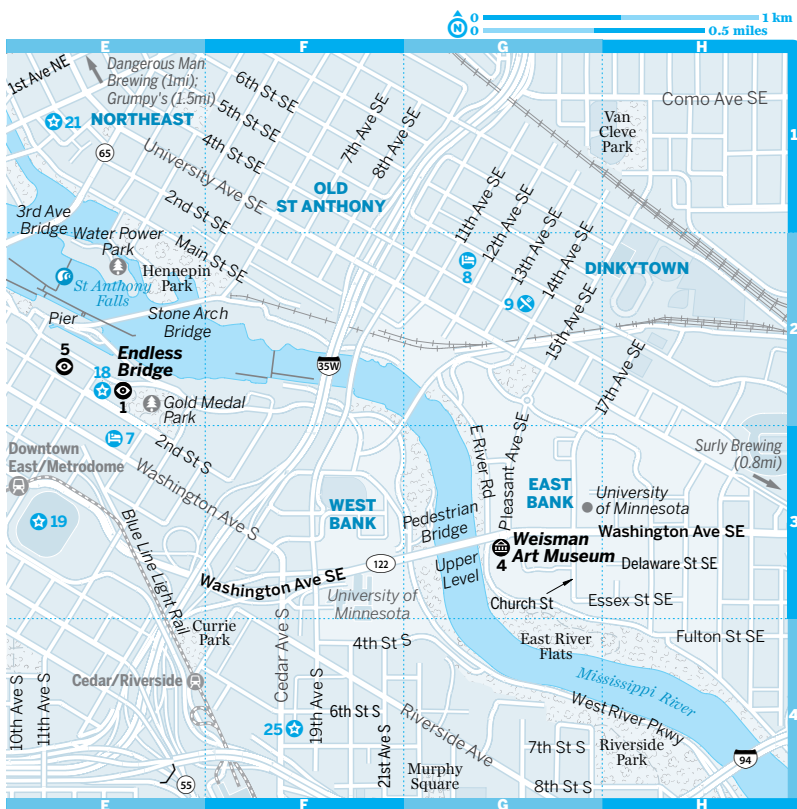 N
0
1 km
0
0.5 miles
E
F
G
H
1st Ave NE
Dangerous Man
Brewing (1mi);
Grumpy's (1.5mi)
6th St SE
5th St SE
4th St SE
7th Ave SE
8th Ave SE
Como Ave SE
Van
Cleve
Park
1
21
NORTHEAST
65
University Ave SE
2nd St SE
Main St SE
OLD
ST ANTHONY
3rd Ave
Bridge
Water Power
Park
Hennepin
Park
St Anthony
Falls
11th Ave SE
12th Ave SE
13th Ave SE
14th Ave SE
15th Ave SE
17th Ave SE
8
9
DINKYTOWN
Pier
Stone Arch
Bridge
2
5
18
Endless
Bridge
1
35W
Gold Medal
Park
7
2nd St S
Washington Ave S
Downtown
East/Metrodome
19
Blue Line Light Rail
WEST
BANK
E River Rd
Pleasant Ave SE
EAST
BANK
Surly Brewing
(0.8mi)
University
of Minnesota
3
Pedestrian
Bridge
Washington Ave SE
Weisman
Art Museum
4
Upper
Level
Delaware St SE
122
Washington Ave SE
University of
Minnesota
Church St
Essex St SE
Currie
Park
Cedar Ave S
4th St S
East River
Flats
Fulton St SE
Cedar/Riverside
Mississippi River
West River Pkwy
10th Ave S
11th Ave S
19th Ave S
6th St S
21st Ave S
Riverside Ave
25
4
7th St S
Riverside
Park
94
Murphy
Square
8th St S
55
E
F
G
H